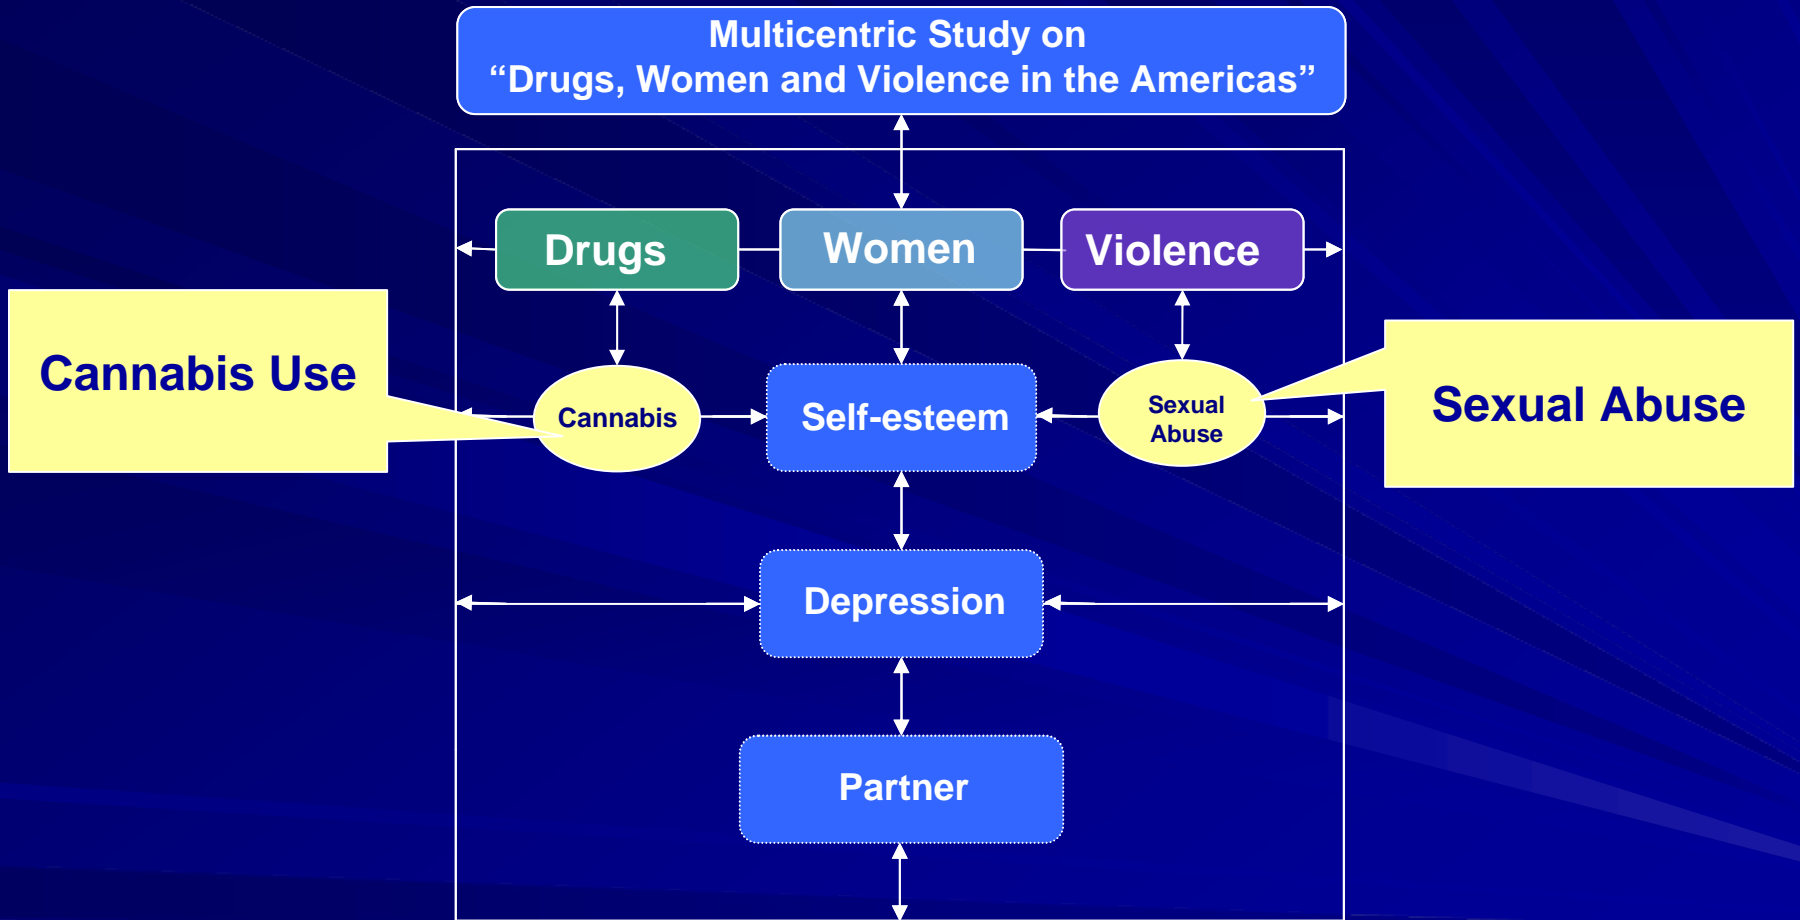 Multicentric Study on
“Drugs, Women and Violence in the Americas”
Drugs
Women
Violence
Cannabis Use
Cannabis
Self-esteem
Sexual
Abuse
Sexual Abuse
Depression
Partner